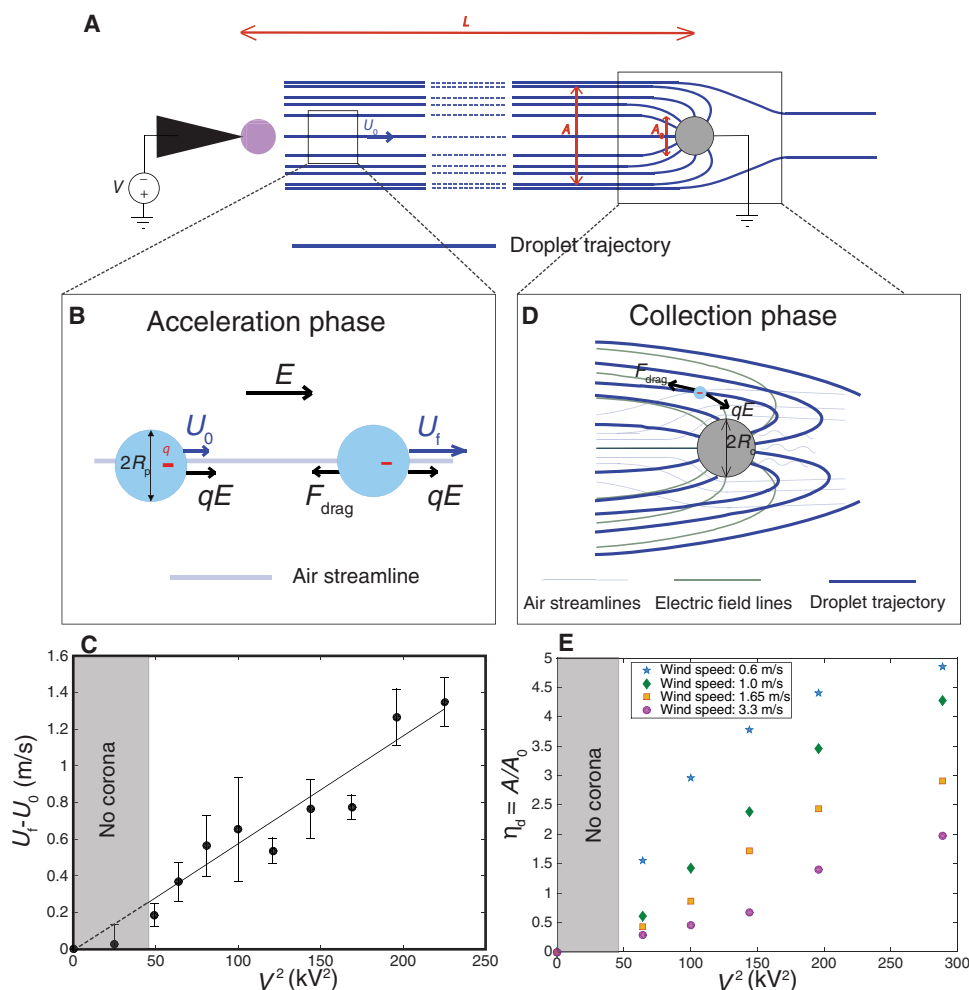 A
L
U0
A
A0
V
Droplet trajectory
B
Acceleration phase
E
U0
Uf
2Rp
q
qE
Fdrag
qE
Air streamline
D
Collection phase
Fdrag
qE
2Ro
Air streamlines
Electric field lines
Droplet trajectory
C
1.6
1.4
1.2
1
0.8
0.6
0.4
0.2
0
Uf-U0 (m/s)
No corona
0
50
100
150
200
250
V2 (kV2)
E
5
4.5
4
3.5
3
2.5
2
1.5
1
0.5
0
ηd = A/A0
No corona
Wind speed: 0.6 m/s
Wind speed: 1.0 m/s
Wind speed: 1.65 m/s
Wind speed: 3.3 m/s
0
50
100
150
200
250
300
V2 (kV2)